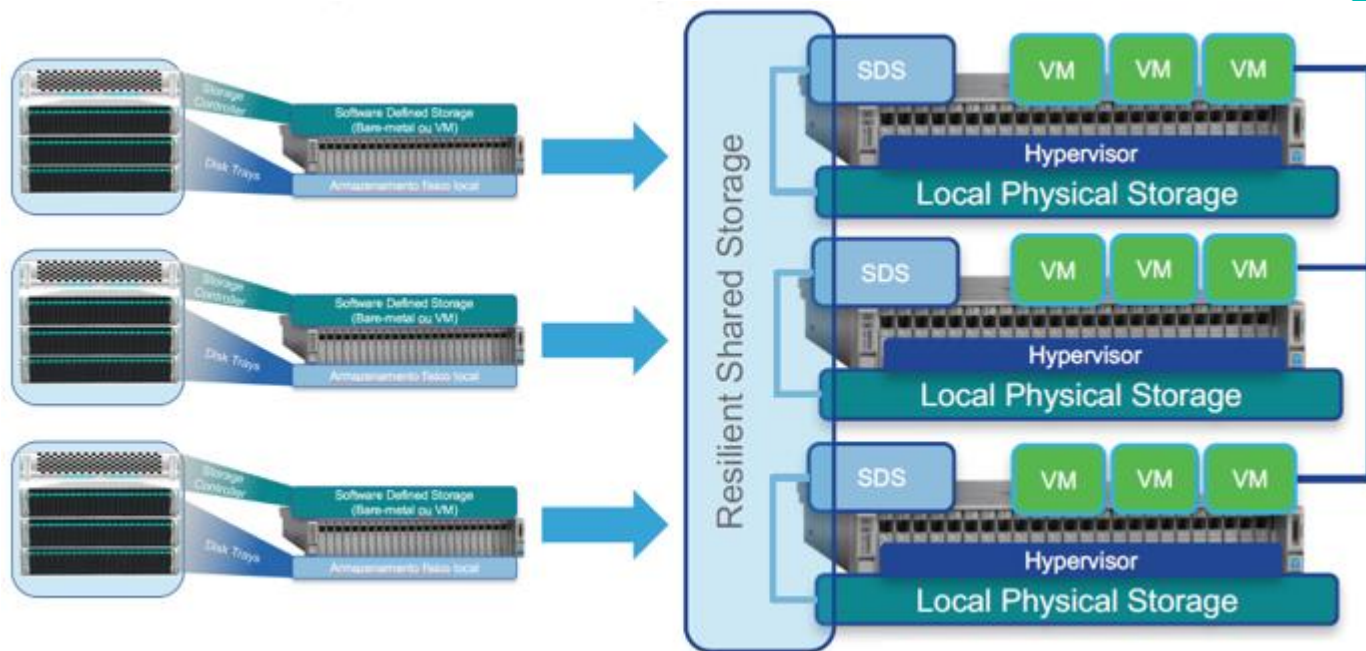 Storage
Controller
Software Defined Storage
(Bare-metal ou VM)
Disk Trays
Armazenamento físico local
Storage
Controller
Software Defined Storage
(Bare-metal ou VM)
Disk Trays
Armazenamento físico local
Storage
Controller
Software Defined Storage
(Bare-metal ou VM)
Disk Trays
Armazenamento físico local
Resilient Shared Storage
SDS
VM
VM
VM
Hypervisor
Local Physical Storage
SDS
VM
VM
VM
Hypervisor
Local Physical Storage
SDS
VM
VM
VM
Hypervisor
Local Physical Storage